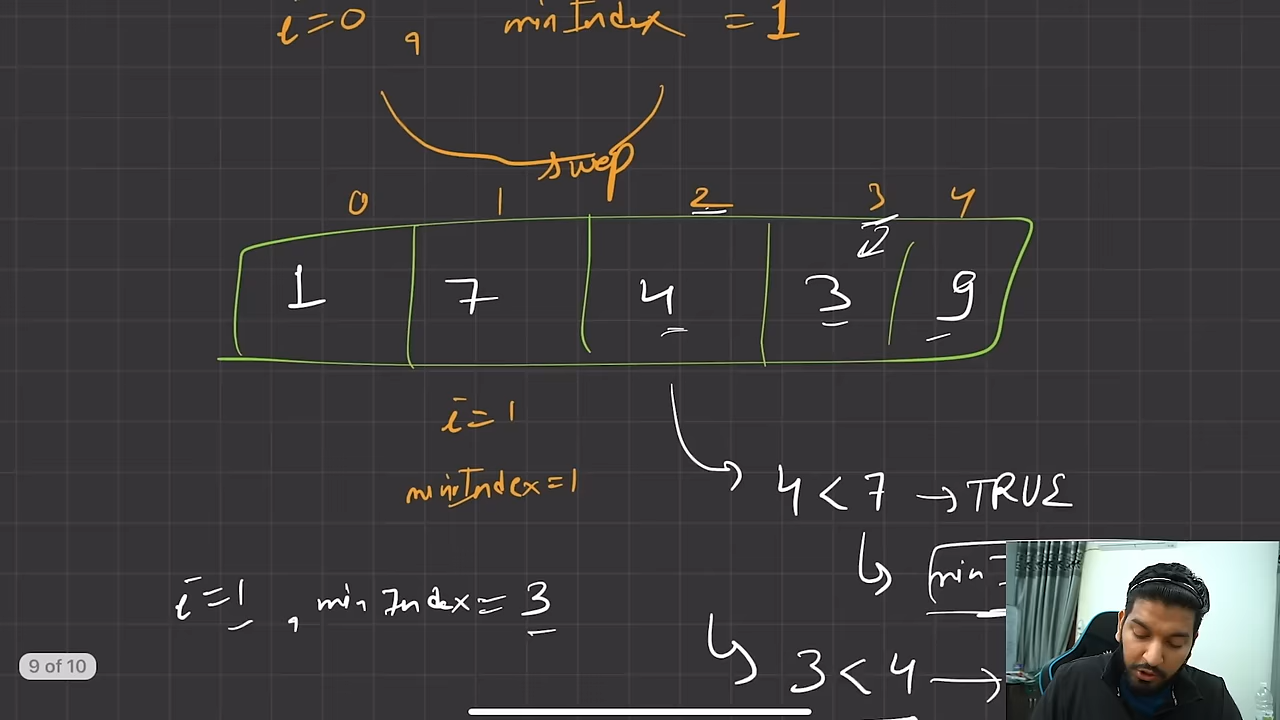 i=0 , minIndex = 1
swap
0 1 2 3 4
1 7 4 3 9
i=1
minIndex=1
4 < 7 → TRUE
min
i=1 , minIndex = 3
3 < 4 →
9 of 10